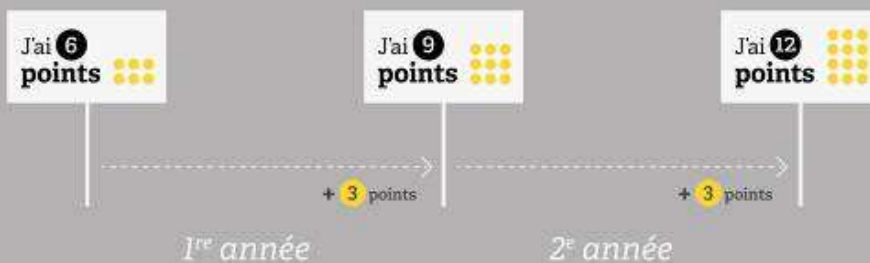 J'ai 6
points
J'ai 9
points
J'ai 12
points
+ 3 points
+ 3 points
1re année
2e année